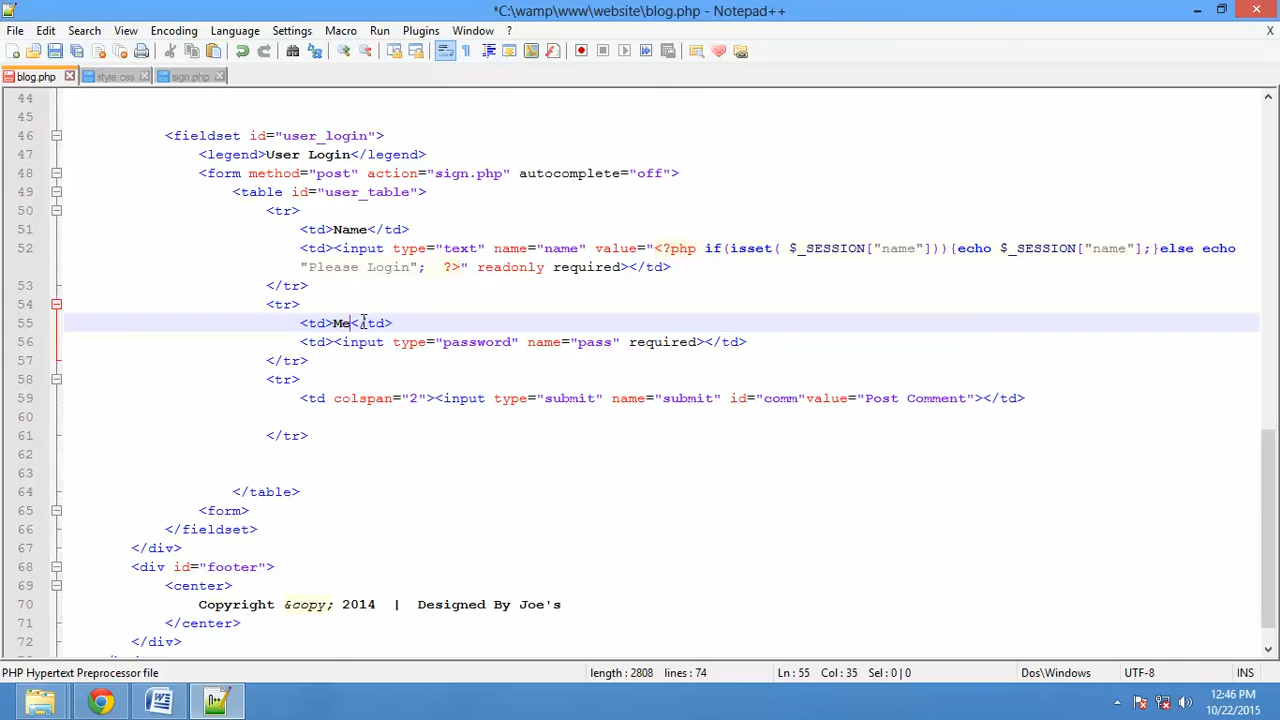 *C:\wamp\www\website\blog.php - Notepad++
File Edit Search View Encoding Language Settings Macro Run Plugins Window ? X
blog.php style css sign.php
44
45
46 <fieldset id="user_login">
47 <legend>User Login</legend>
48 <form method="post" action="sign.php" autocomplete="off">
49 <table id="user_table">
50 <tr>
51 <td>Name</td>
52 <td><input type="text" name="name" value="<?php if(isset( $_SESSION["name"])){echo $_SESSION["name"];}else echo
"Please Login"; ?>" readonly required></td>
53 </tr>
54 <tr>
55 <td>Me</td>
56 <td><input type="password" name="pass" required></td>
57 </tr>
58 <tr>
59 <td colspan="2"><input type="submit" name="submit" id="comm"value="Post Comment"></td>
60
61 </tr>
62
63
64 </table>
65 <form>
66 </fieldset>
67 </div>
68 <div id="footer">
69 <center>
70 Copyright &copy; 2014 | Designed By Joe's
71 </center>
72 </div>
PHP Hypertext Preprocessor file length : 2808 lines : 74 Ln : 55 Col : 35 Sel : 0 | 0 Dos\Windows UTF-8 INS
12:46 PM
10/22/2015